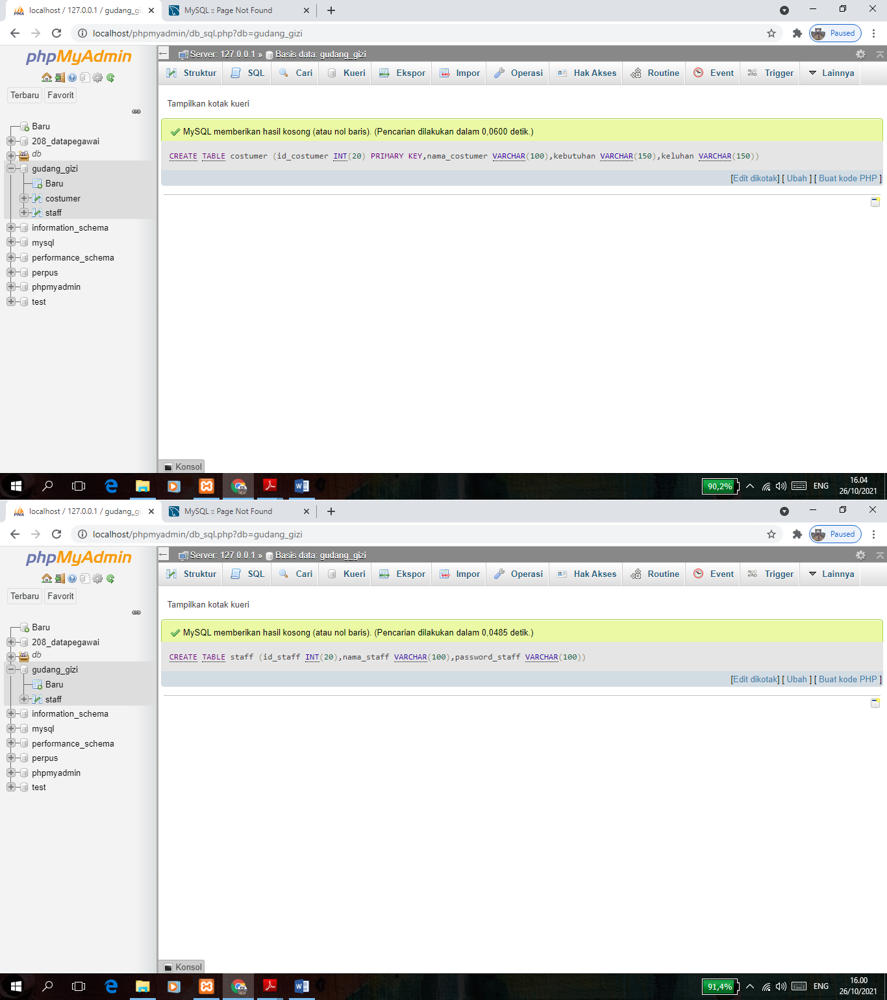 localhost / 127.0.0.1 / gudang_gi
MySQL :: Page Not Found
localhost/phpmyadmin/db_sql.php?db=gudang_gizi
Paused
phpMyAdmin
Server: 127.0.0.1 » Basis data: gudang_gizi
Struktur SQL Cari Kueri Ekspor Impor Operasi Hak Akses Routine Event Trigger Lainnya
Terbaru Favorit
Tampilkan kotak kueri
Baru
208_datapegawai
db
gudang_gizi
Baru
costumer
staff
information_schema
mysql
performance_schema
perpus
phpmyadmin
test
MySQL memberikan hasil kosong (atau nol baris). (Pencarian dilakukan dalam 0,0600 detik.)
CREATE TABLE costumer (id_costumer INT(20) PRIMARY KEY,nama_costumer VARCHAR(100),kebutuhan VARCHAR(150),keluhan VARCHAR(150))
[Edit dikotak] [ Ubah ] [ Buat kode PHP ]
Konsol
90,2%
ENG
16.04
26/10/2021
localhost / 127.0.0.1 / gudang_gi
MySQL :: Page Not Found
localhost/phpmyadmin/db_sql.php?db=gudang_gizi
Paused
phpMyAdmin
Server: 127.0.0.1 » Basis data: gudang_gizi
Struktur SQL Cari Kueri Ekspor Impor Operasi Hak Akses Routine Event Trigger Lainnya
Terbaru Favorit
Tampilkan kotak kueri
Baru
208_datapegawai
db
gudang_gizi
Baru
staff
information_schema
mysql
performance_schema
perpus
phpmyadmin
test
MySQL memberikan hasil kosong (atau nol baris). (Pencarian dilakukan dalam 0,0485 detik.)
CREATE TABLE staff (id_staff INT(20),nama_staff VARCHAR(100),password_staff VARCHAR(100))
[Edit dikotak] [ Ubah ] [ Buat kode PHP ]
Konsol
91,4%
ENG
16.00
26/10/2021